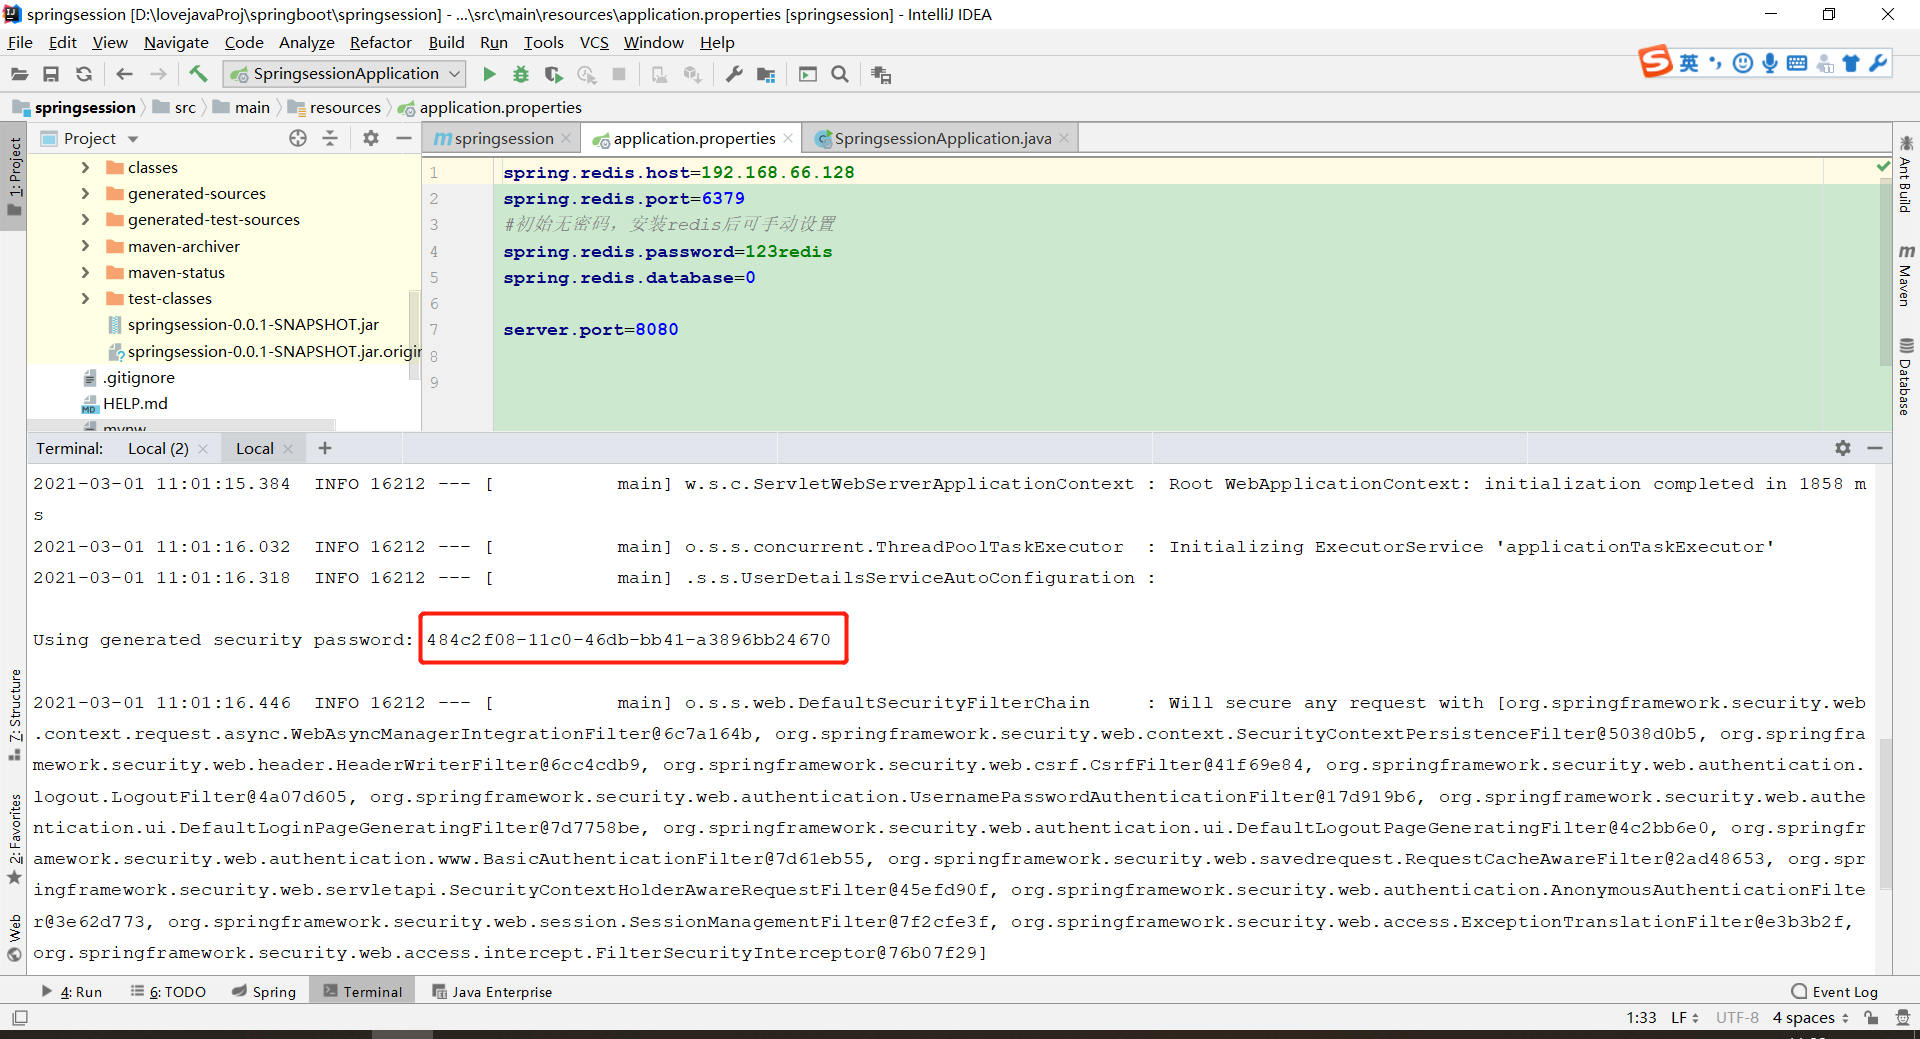 springsession [D:\lovejavaProj\springboot\springsession] - ...\src\main\resources\application.properties [springsession] - IntelliJ IDEA
File Edit View Navigate Code Analyze Refactor Build Run Tools VCS Window Help
SpringsessionApplication
英
springsession src main resources application.properties
1: Project
Project
springsession application.properties SpringsessionApplication.java
classes
generated-sources
generated-test-sources
maven-archiver
maven-status
test-classes
springsession-0.0.1-SNAPSHOT.jar
springsession-0.0.1-SNAPSHOT.jar.origin
.gitignore
HELP.md
mvnw
1 spring.redis.host=192.168.66.128
2 spring.redis.port=6379
3 #初始无密码，安装redis后可手动设置
4 spring.redis.password=123redis
5 spring.redis.database=0
6
7 server.port=8080
8
9
Ant Build
Maven
Database
Terminal: Local (2) Local
2021-03-01 11:01:15.384  INFO 16212 --- [           main] w.s.c.ServletWebServerApplicationContext : Root WebApplicationContext: initialization completed in 1858 m
s
2021-03-01 11:01:16.032  INFO 16212 --- [           main] o.s.s.concurrent.ThreadPoolTaskExecutor  : Initializing ExecutorService 'applicationTaskExecutor'
2021-03-01 11:01:16.318  INFO 16212 --- [           main] .s.s.UserDetailsServiceAutoConfiguration :
Using generated security password: 484c2f08-11c0-46db-bb41-a3896bb24670
2021-03-01 11:01:16.446  INFO 16212 --- [           main] o.s.s.web.DefaultSecurityFilterChain     : Will secure any request with [org.springframework.security.web
.context.request.async.WebAsyncManagerIntegrationFilter@6c7a164b, org.springframework.security.web.context.SecurityContextPersistenceFilter@5038d0b5, org.springfra
mework.security.web.header.HeaderWriterFilter@6cc4cdb9, org.springframework.security.web.csrf.CsrfFilter@41f69e84, org.springframework.security.web.authentication.
logout.LogoutFilter@4a07d605, org.springframework.security.web.authentication.UsernamePasswordAuthenticationFilter@17d919b6, org.springframework.security.web.authe
ntication.ui.DefaultLoginPageGeneratingFilter@7d7758be, org.springframework.security.web.authentication.ui.DefaultLogoutPageGeneratingFilter@4c2bb6e0, org.springfr
amework.security.web.authentication.www.BasicAuthenticationFilter@7d61eb55, org.springframework.security.web.savedrequest.RequestCacheAwareFilter@2ad48653, org.spr
ingframework.security.web.servletapi.SecurityContextHolderAwareRequestFilter@45efd90f, org.springframework.security.web.authentication.AnonymousAuthenticationFilte
r@3e62d773, org.springframework.security.web.session.SessionManagementFilter@7f2cfe3f, org.springframework.security.web.access.ExceptionTranslationFilter@e3b3b2f,
org.springframework.security.web.access.intercept.FilterSecurityInterceptor@76b07f29]
7: Structure
2: Favorites
Web
4: Run 6: TODO Spring Terminal Java Enterprise Event Log
1:33 LF UTF-8 4 spaces